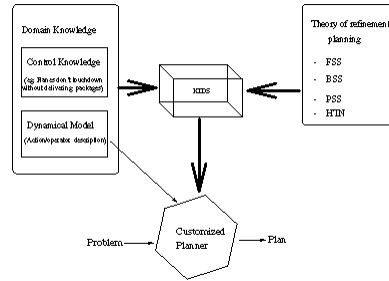 Domain Knowledge
Control Knowledge
(eg. Planes don't touchdown
without delivering packages)
Dynamical Model
(Action/operator description)
KIDS
Theory of refinement
planning
- FSS
- BSS
- PSS
- HTN
Problem
Customized
Planner
Plan